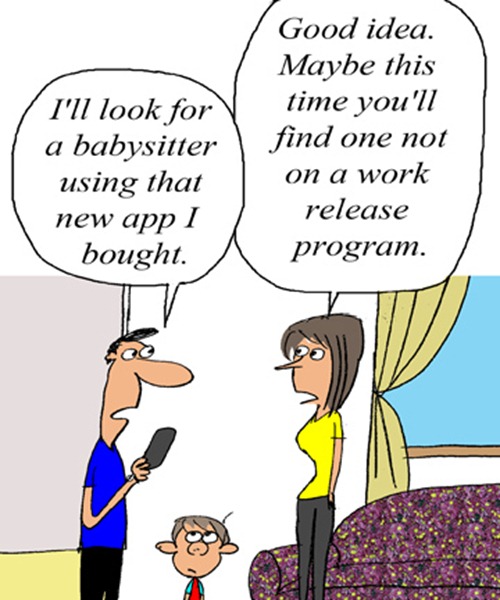 I'll look for
a babysitter
using that
new app I
bought.
Good idea.
Maybe this
time you'll
find one not
on a work
release
program.